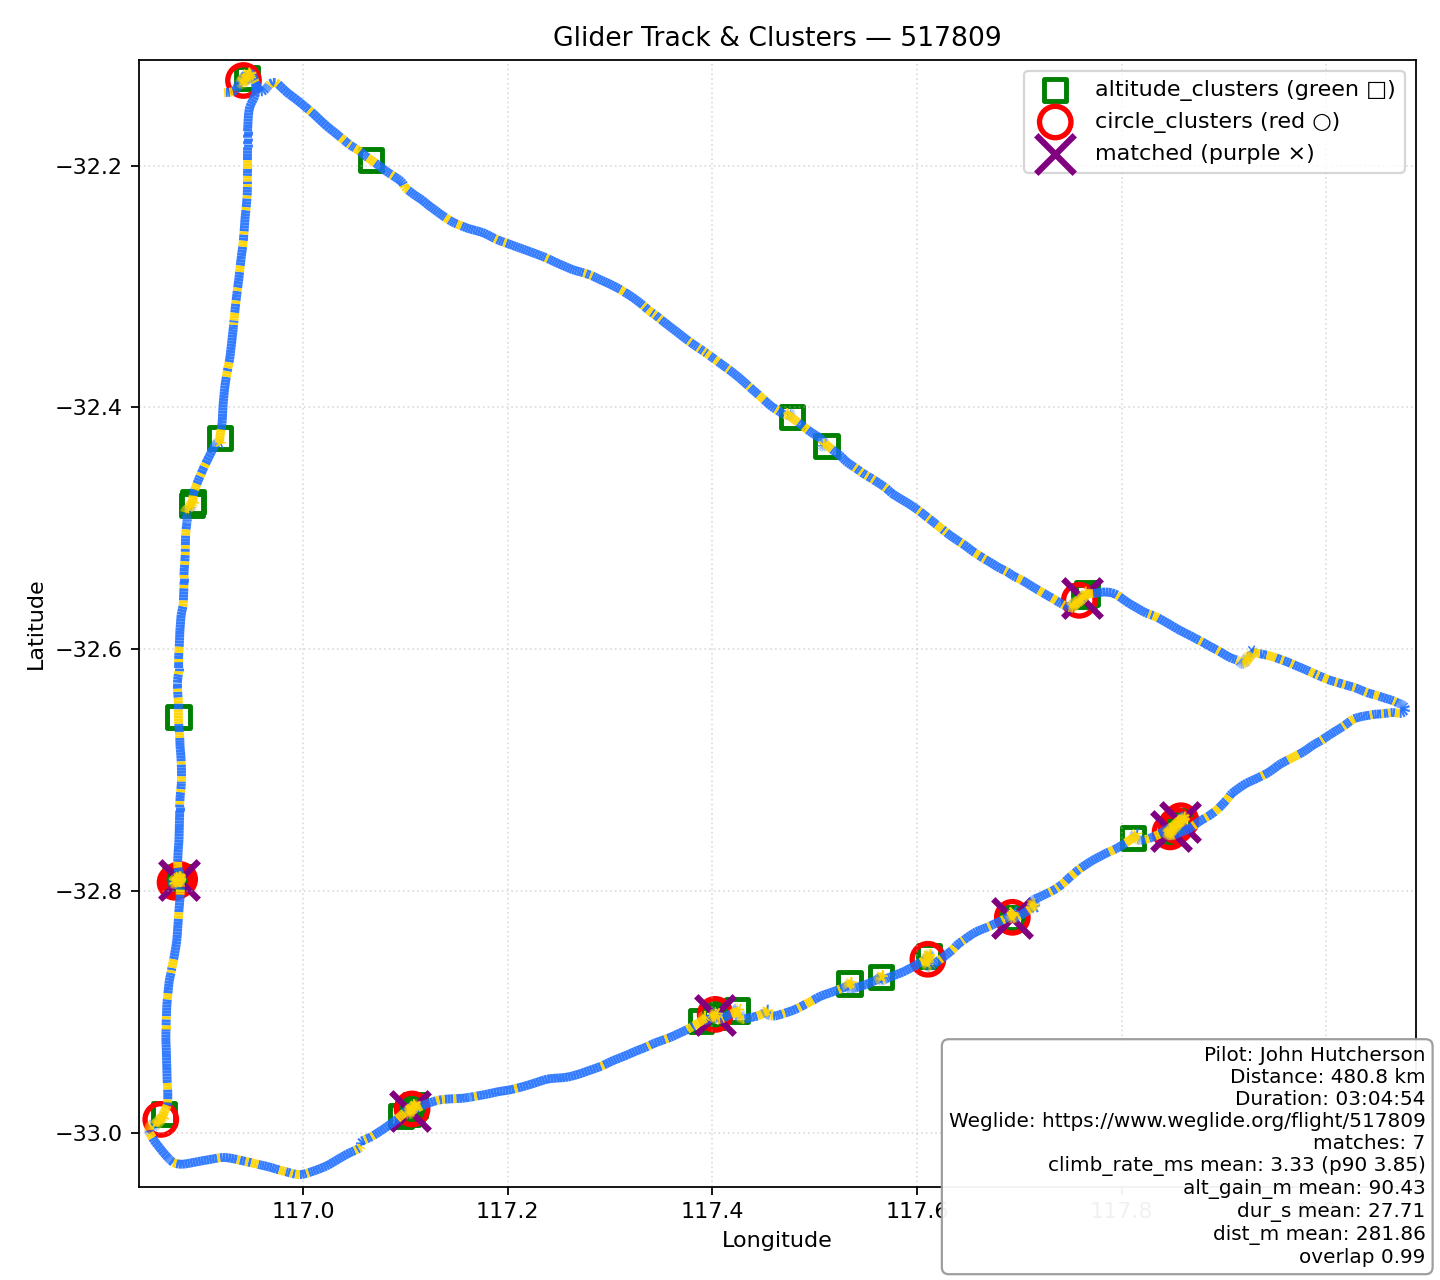 Glider Track & Clusters — 517809
altitude_clusters (green □)
circle_clusters (red ○)
matched (purple ×)
−32.2
−32.4
−32.6
−32.8
−33.0
Latitude
117.0
117.2
117.4
117.6
117.8
Longitude
Pilot: John Hutcherson
Distance: 480.8 km
Duration: 03:04:54
Weglide: https://www.weglide.org/flight/517809
matches: 7
climb_rate_ms mean: 3.33 (p90 3.85)
alt_gain_m mean: 90.43
dur_s mean: 27.71
dist_m mean: 281.86
overlap 0.99